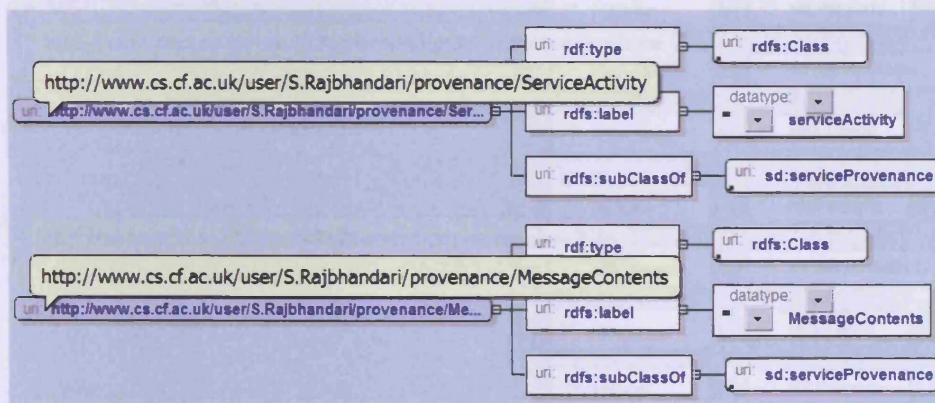 uri: rdf:type
uri: rdfs:Class
http://www.cs.cf.ac.uk/user/S.Rajbhandari/provenance/ServiceActivity
uri: http://www.cs.cf.ac.uk/user/S.Rajbhandari/provenance/Ser...
uri: rdfs:label
datatype:
= serviceActivity
uri: rdfs:subClassOf
uri: sd:serviceProvenance
uri: rdf:type
uri: rdfs:Class
http://www.cs.cf.ac.uk/user/S.Rajbhandari/provenance/MessageContents
uri: http://www.cs.cf.ac.uk/user/S.Rajbhandari/provenance/Me...
uri: rdfs:label
datatype:
MessageContents
uri: rdfs:subClassOf
uri: sd:serviceProvenance